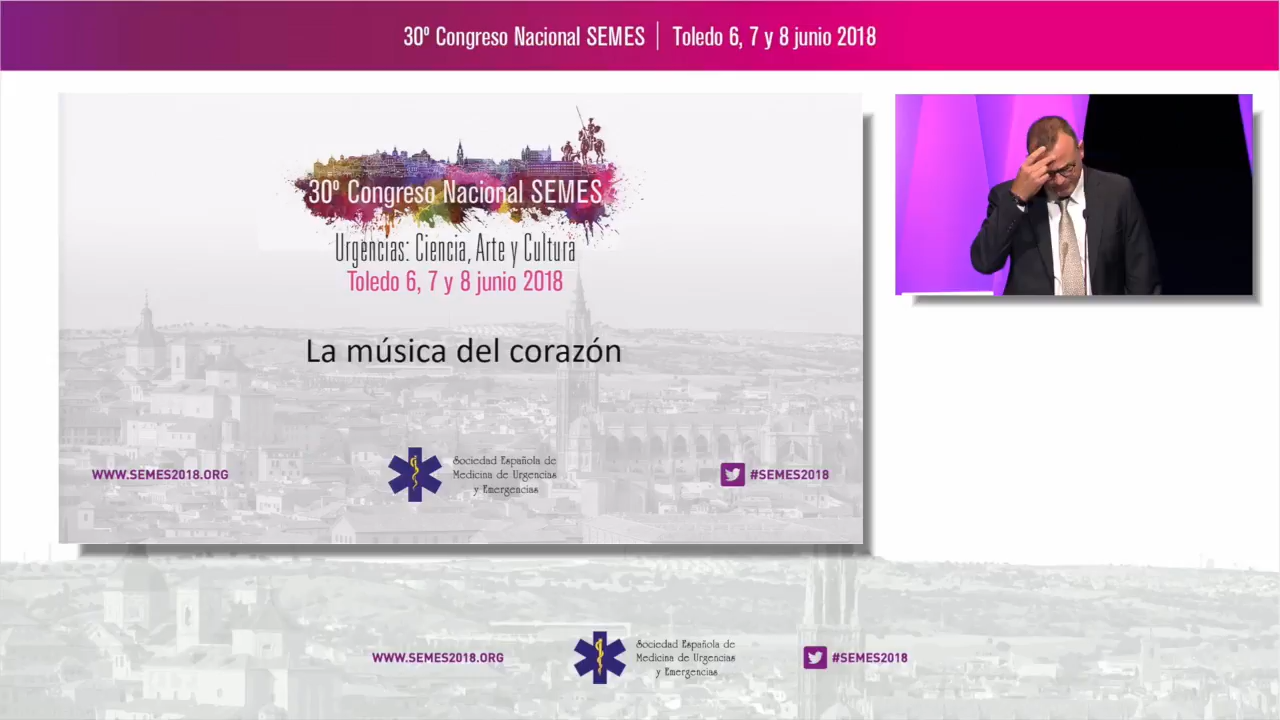 30º Congreso Nacional SEMES | Toledo 6, 7 y 8 junio 2018
30º Congreso Nacional SEMES
Urgencias: Ciencia, Arte y Cultura
Toledo 6, 7 y 8 junio 2018
La música del corazón
WWW.SEMES2018.ORG
Sociedad Española de
Medicina de Urgencias
y Emergencias
#SEMES2018
WWW.SEMES2018.ORG
Sociedad Española de
Medicina de Urgencias
y Emergencias
#SEMES2018